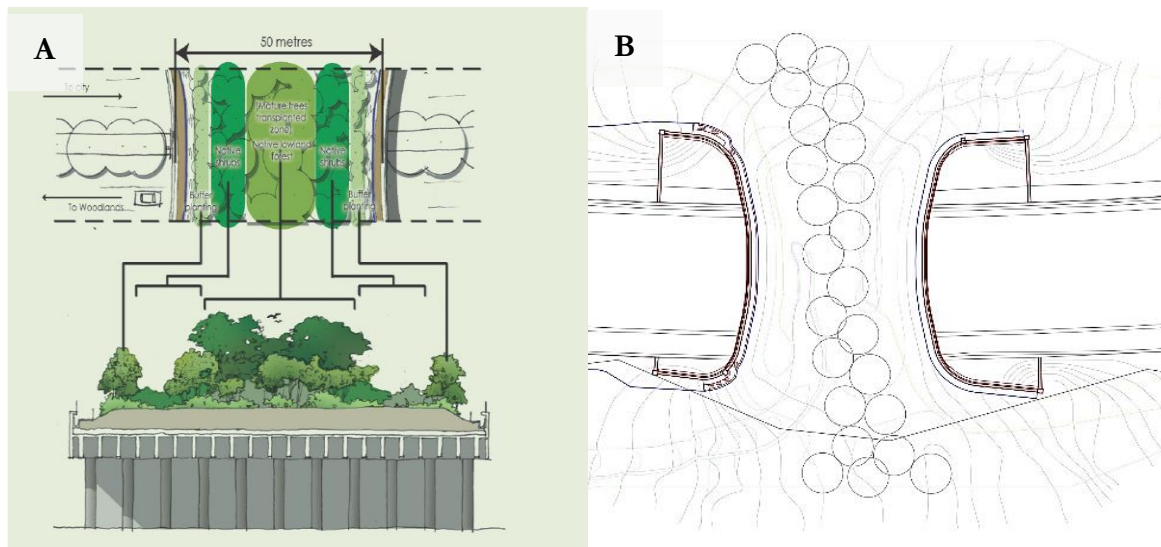 A
B
50 metres
To city
(Mature trees
transplanted
zone)
Native lowland
forest
Native
shrubs
Native
shrubs
Buffer
planting
Buffer
planting
To Woodlands